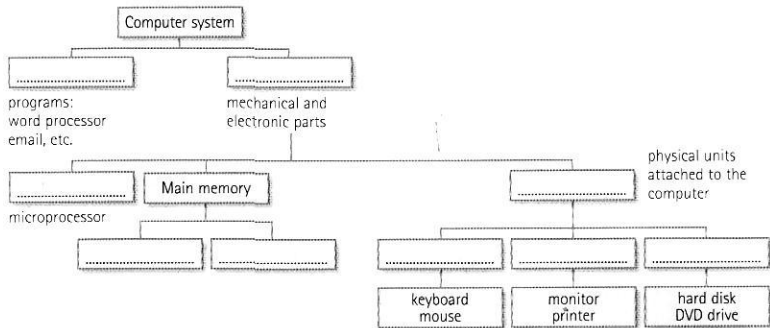 Computer system
programs:
word processor
email, etc.
mechanical and
electronic parts
physical units
attached to the
computer
Main memory
microprocessor
keyboard
mouse
monitor
printer
hard disk
DVD drive